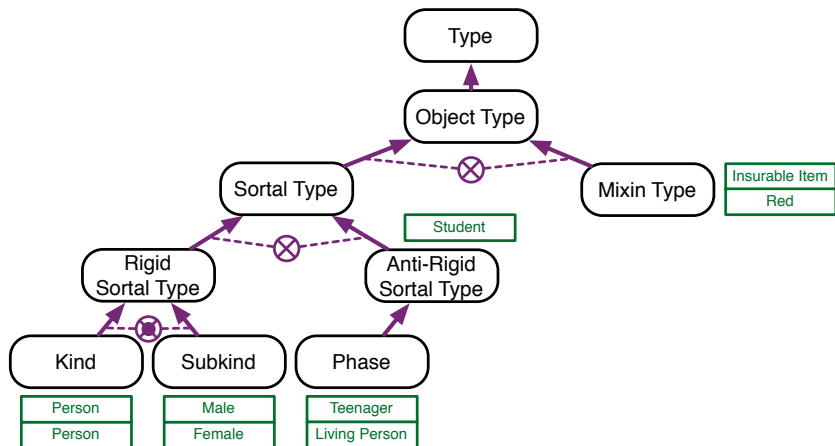 Type
Object Type
Sortal Type
Mixin Type
Insurable Item
Red
Student
Rigid
Sortal Type
Anti-Rigid
Sortal Type
Kind
Subkind
Phase
Person
Person
Male
Female
Teenager
Living Person